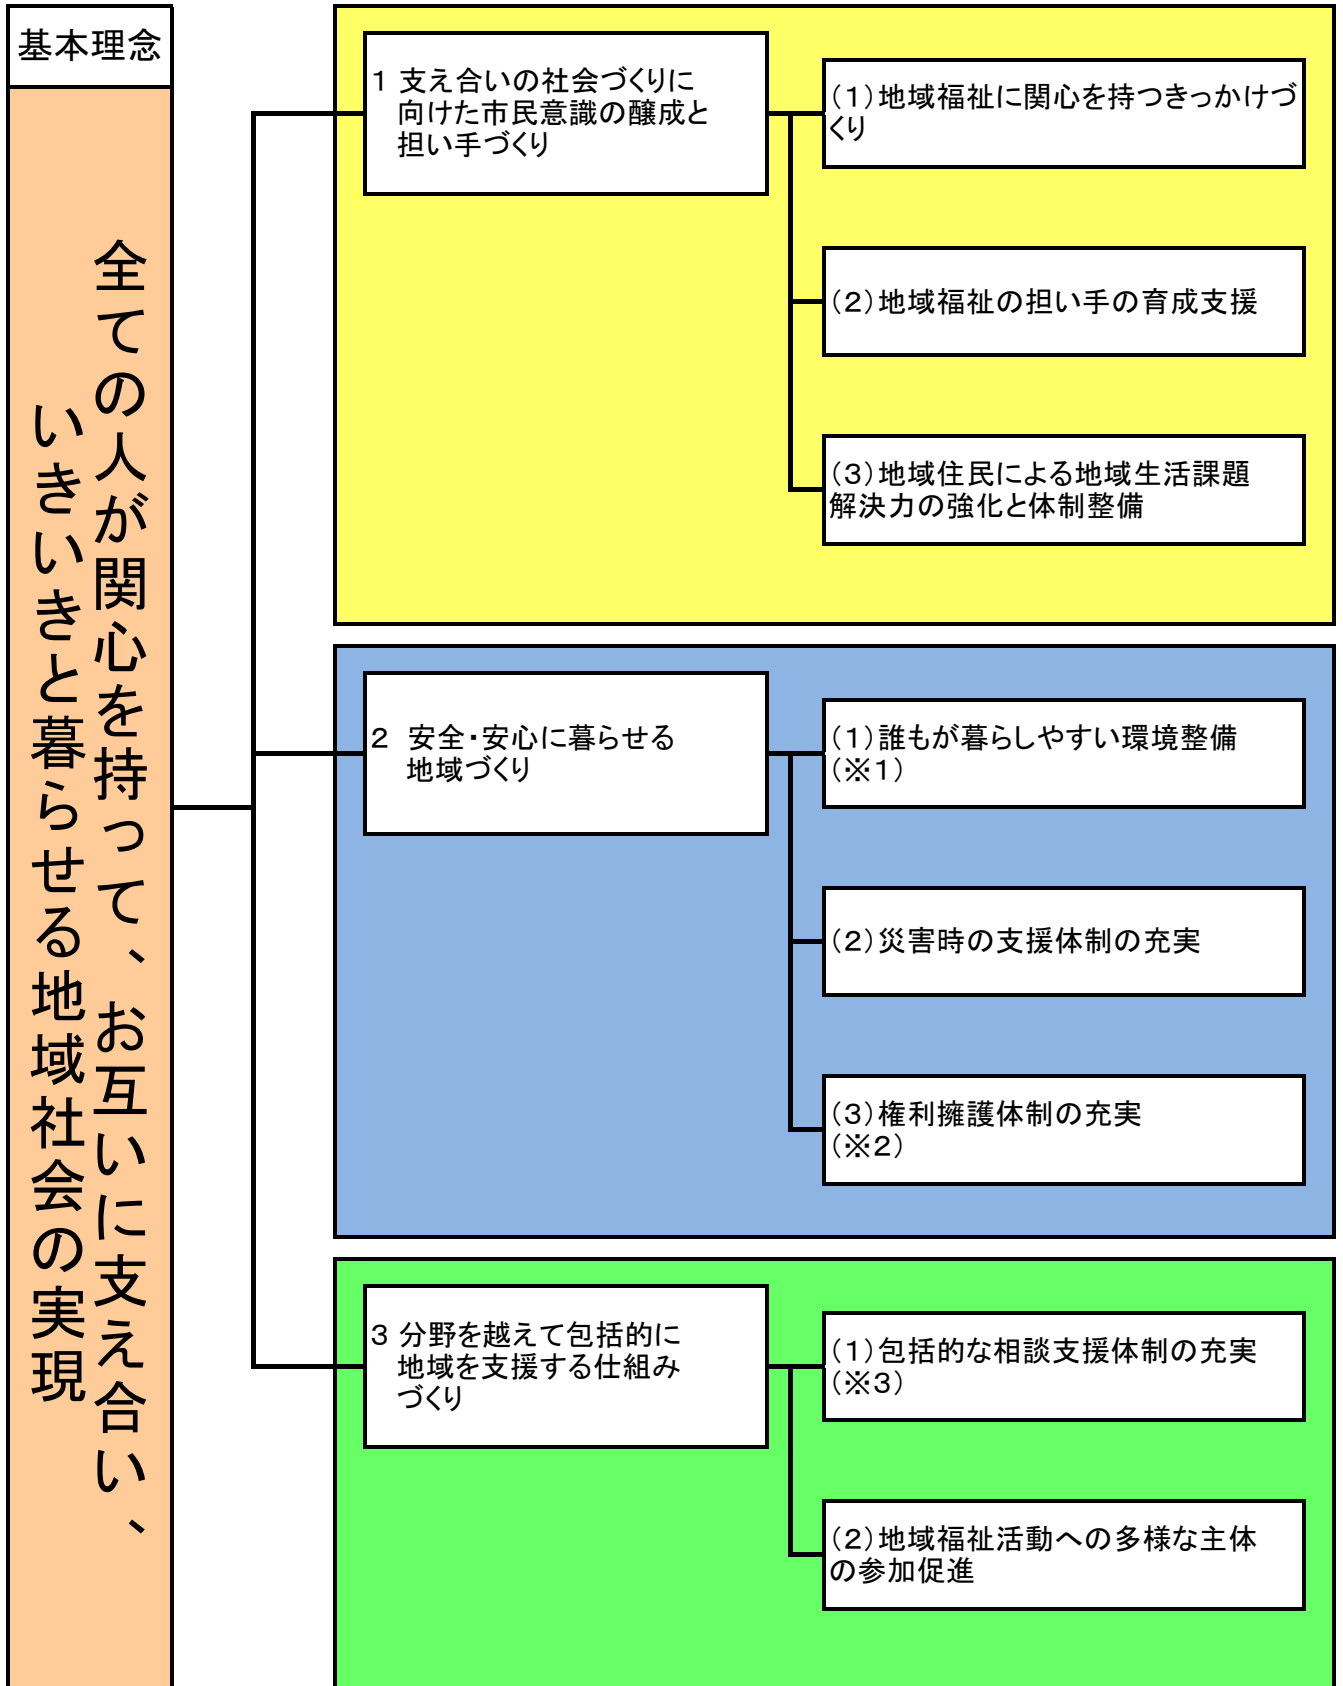 基本理念
全ての人が関心を持って、お互いに支え合い、
いきいきと暮らせる地域社会の実現
1 支え合いの社会づくりに
向けた市民意識の醸成と
担い手づくり
(1)地域福祉に関心を持つきっかけづ
くり
(2)地域福祉の担い手の育成支援
(3)地域住民による地域生活課題
解決力の強化と体制整備
2 安全・安心に暮らせる
地域づくり
(1)誰もが暮らしやすい環境整備
(※1)
(2)災害時の支援体制の充実
(3)権利擁護体制の充実
(※2)
3 分野を越えて包括的に
地域を支援する仕組み
づくり
(1)包括的な相談支援体制の充実
(※3)
(2)地域福祉活動への多様な主体
の参加促進